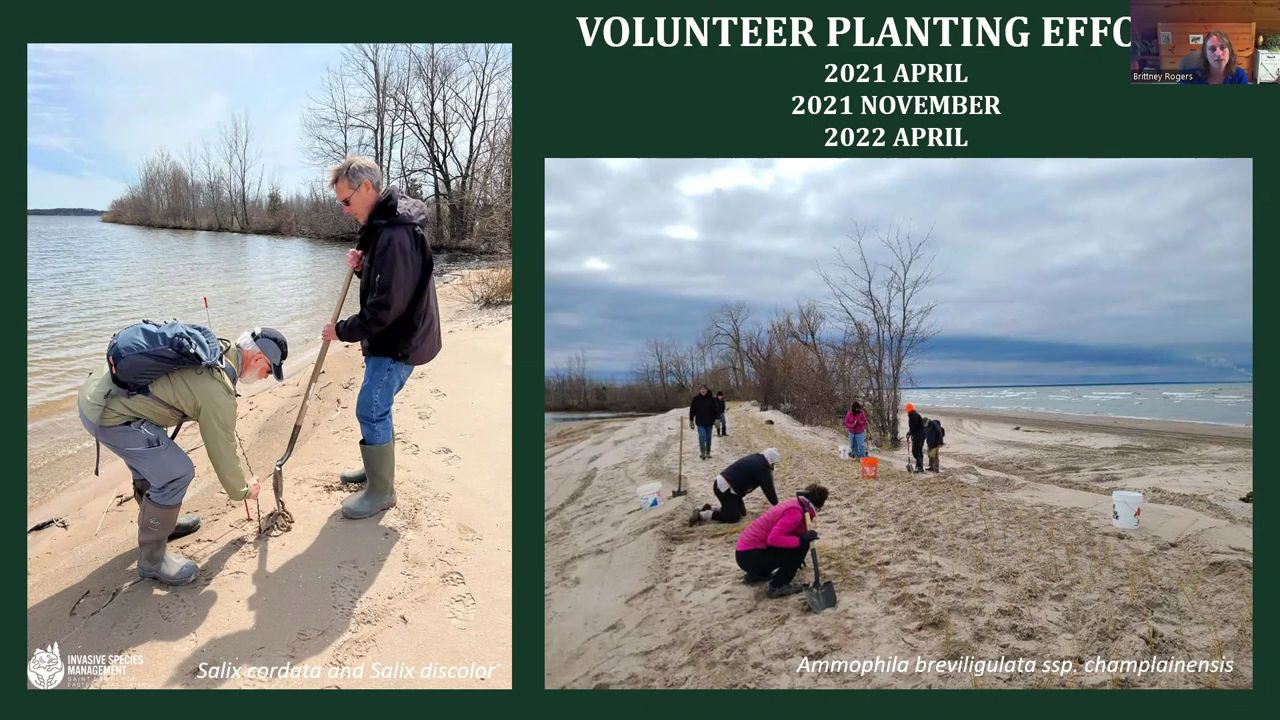 VOLUNTEER PLANTING EFFO
2021 APRIL
2021 NOVEMBER
2022 APRIL
Brittney Rogers
INVASIVE SPECIES
MANAGEMENT
Salix cordata and Salix discolor
Ammophila breviligulata ssp. champlainensis